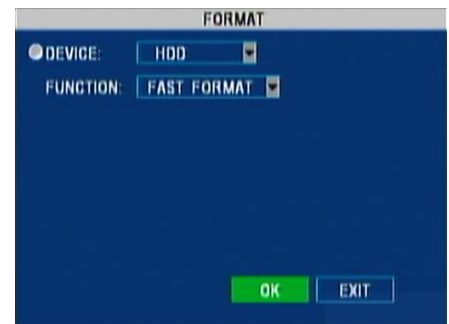 FORMAT
DEVICE: HDD
FUNCTION: FAST FORMAT
OK EXIT